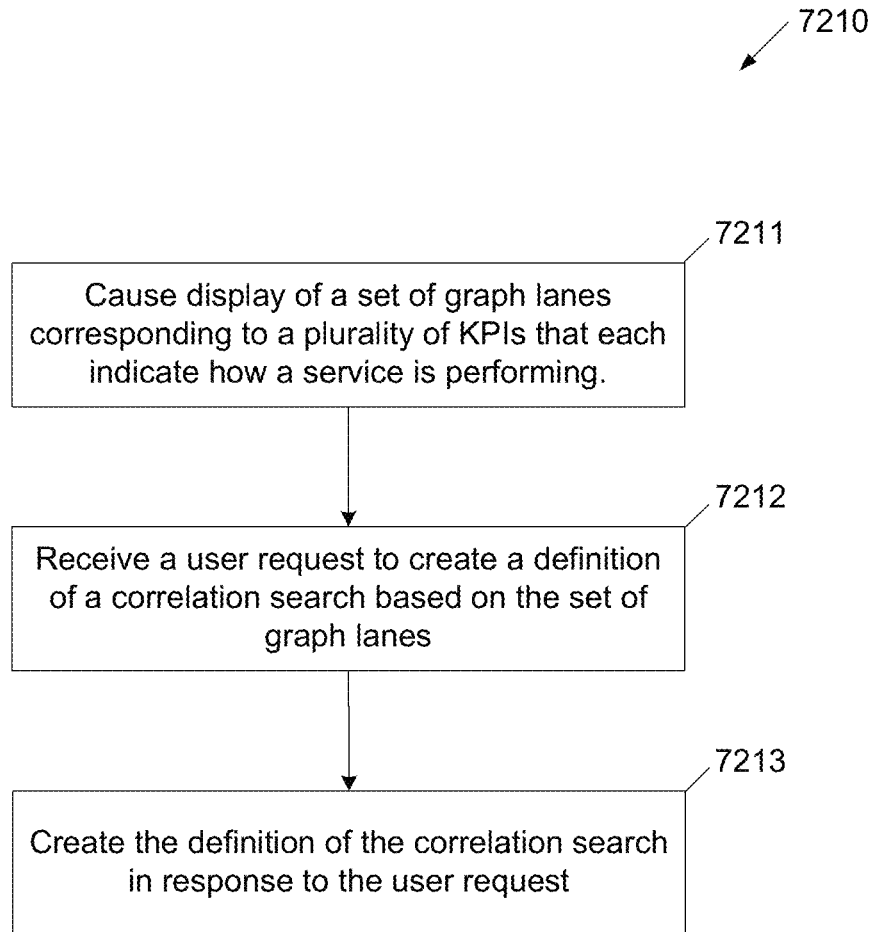 7210
7211
Cause display of a set of graph lanes
corresponding to a plurality of KPIs that each
indicate how a service is performing.
7212
Receive a user request to create a definition
of a correlation search based on the set of
graph lanes
7213
Create the definition of the correlation search
in response to the user request